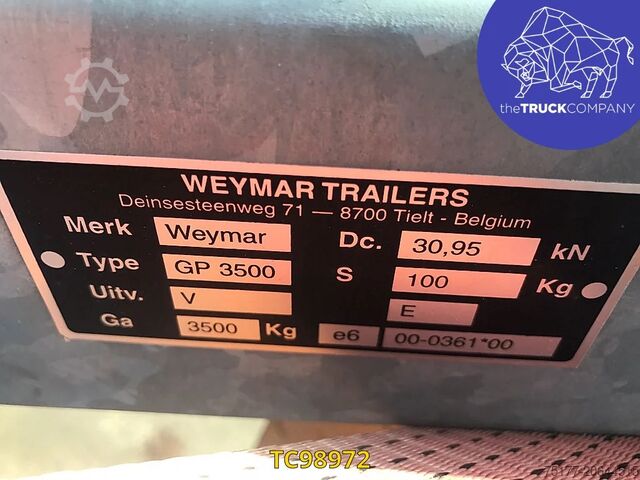 theTRUCKCOMPANY
WEYMAR TRAILERS
Deinsesteenweg 71 — 8700 Tielt - Belgium
Merk Weymar Dc. 30,95 kN
Type GP 3500 S 100 Kg
Uitv. V E
Ga 3500 Kg e6 00-0361*00
TC98972